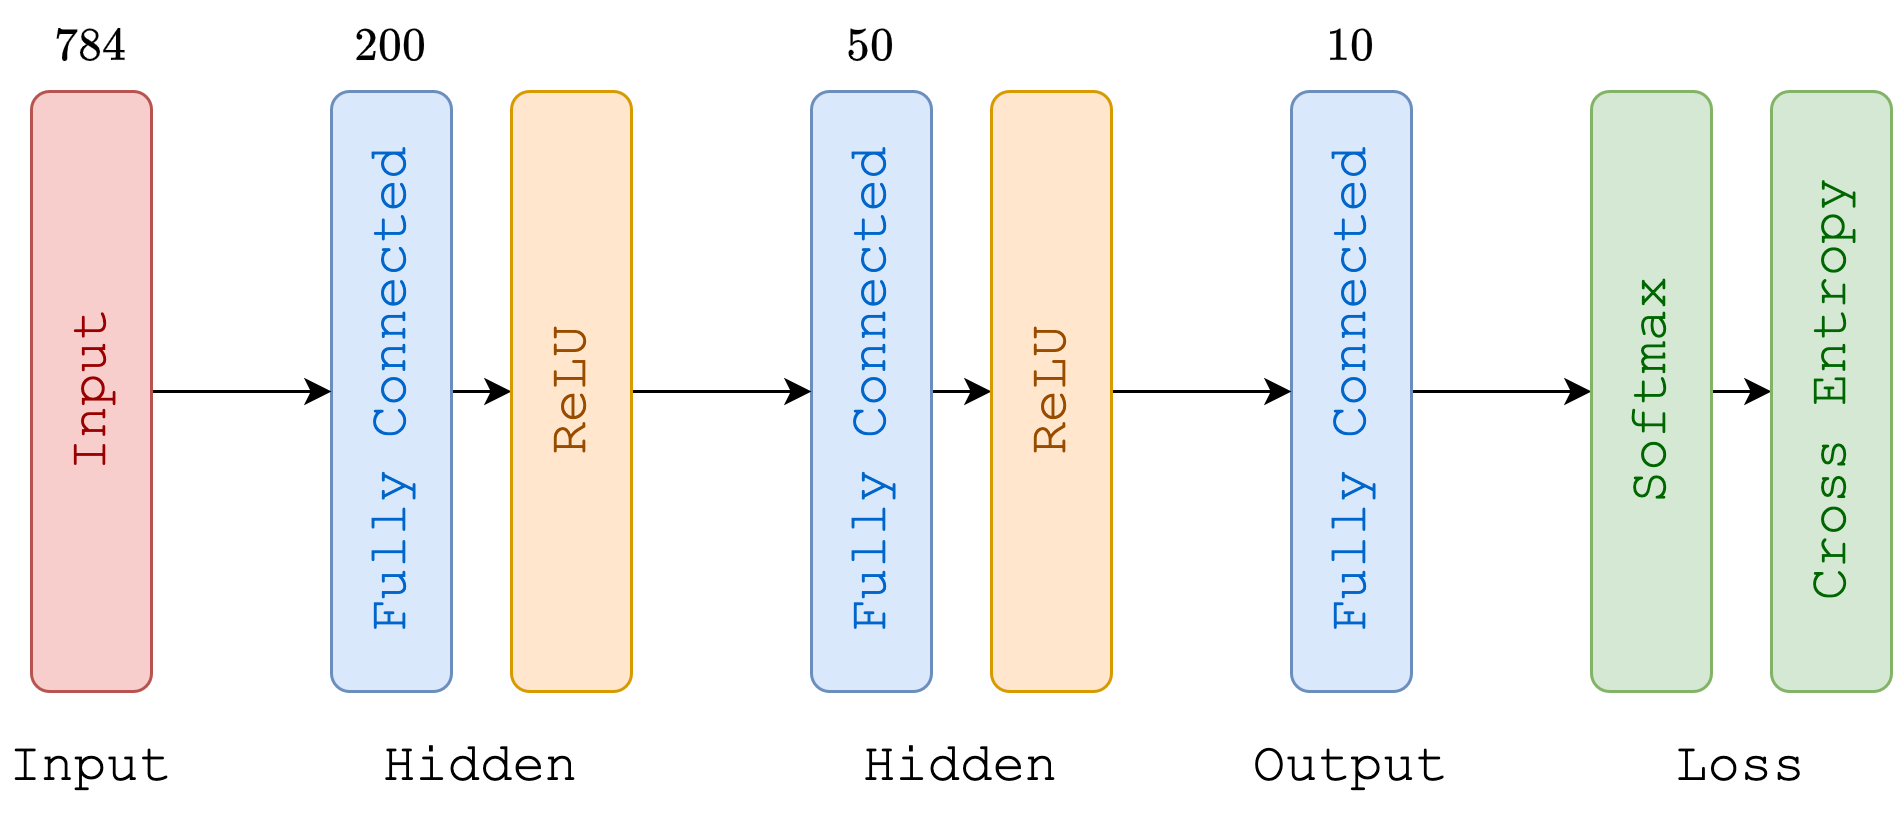 784
200
50
10
Input
Fully Connected
ReLU
Fully Connected
ReLU
Fully Connected
Softmax
Cross Entropy
Input
Hidden
Hidden
Output
Loss